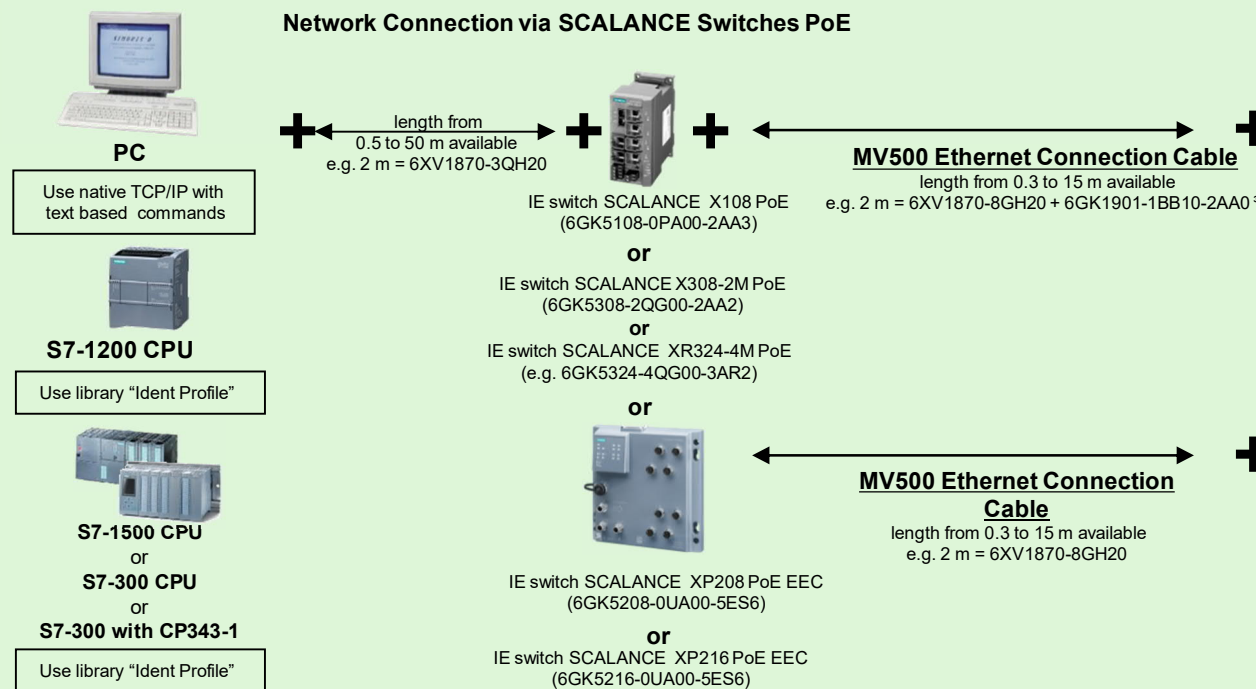 Network Connection via SCALANCE Switches PoE
PC
Use native TCP/IP with
text based commands
S7-1200 CPU
Use library “Ident Profile”
S7-1500 CPU
or
S7-300 CPU
or
S7-300 with CP343-1
Use library “Ident Profile”
length from
0.5 to 50 m available
e.g. 2 m = 6XV1870-3QH20
IE switch SCALANCE X108 PoE
(6GK5108-0PA00-2AA3)
or
IE switch SCALANCE X308-2M PoE
(6GK5308-2QG00-2AA2)
or
IE switch SCALANCE XR324-4M PoE
(e.g. 6GK5324-4QG00-3AR2)
or
IE switch SCALANCE XP208 PoE EEC
(6GK5208-0UA00-5ES6)
or
IE switch SCALANCE XP216 PoE EEC
(6GK5216-0UA00-5ES6)
MV500 Ethernet Connection Cable
length from 0.3 to 15 m available
e.g. 2 m = 6XV1870-8GH20 + 6GK1901-1BB10-2AA0
MV500 Ethernet Connection
Cable
length from 0.3 to 15 m available
e.g. 2 m = 6XV1870-8GH20